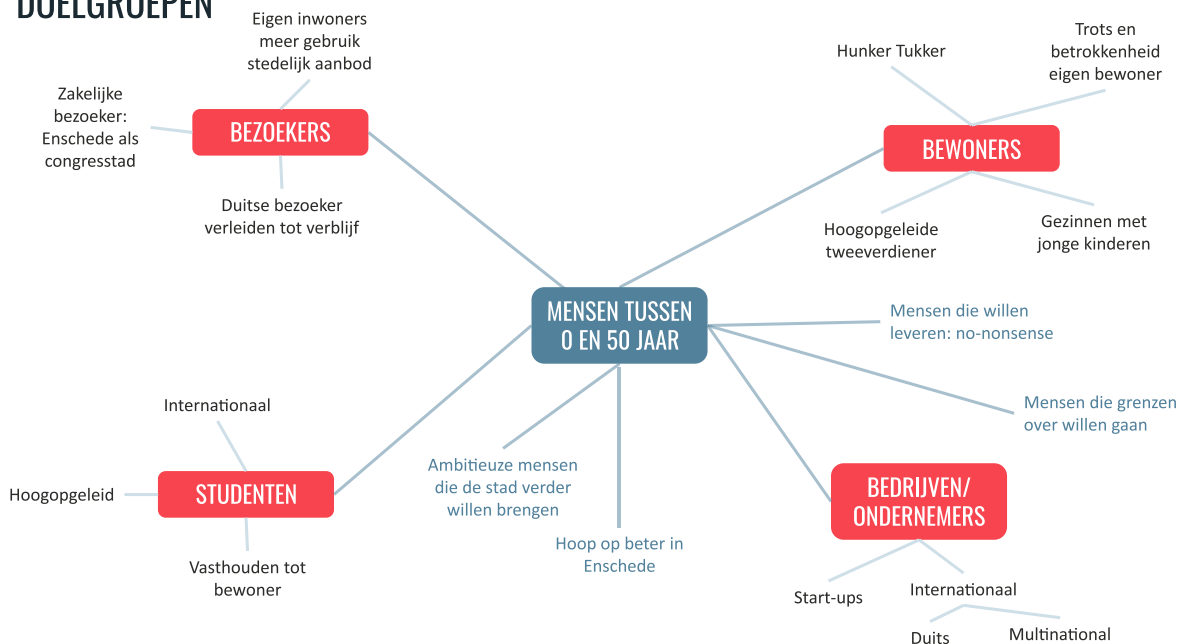 DOELGROEPEN
Eigen inwoners
meer gebruik
stedelijk aanbod
Zakelijke
bezoeker:
Enschede als
congresstad
BEZOEKERS
Duitse bezoeker
verleiden tot verblijf
Hunker Tukker
Trots en
betrokkenheid
eigen bewoner
BEWONERS
Hoogopgeleide
tweeverdiener
Gezinnen met
jonge kinderen
MENSEN TUSSEN
0 EN 50 JAAR
Mensen die willen
leveren: no-nonsense
Mensen die grenzen
over willen gaan
Internationaal
Hoogopgeleid
STUDENTEN
Vasthouden tot
bewoner
Ambitieuze mensen
die de stad verder
willen brengen
Hoop op beter in
Enschede
BEDRIJVEN/
ONDERNEMERS
Start-ups
Internationaal
Duits
Multinational